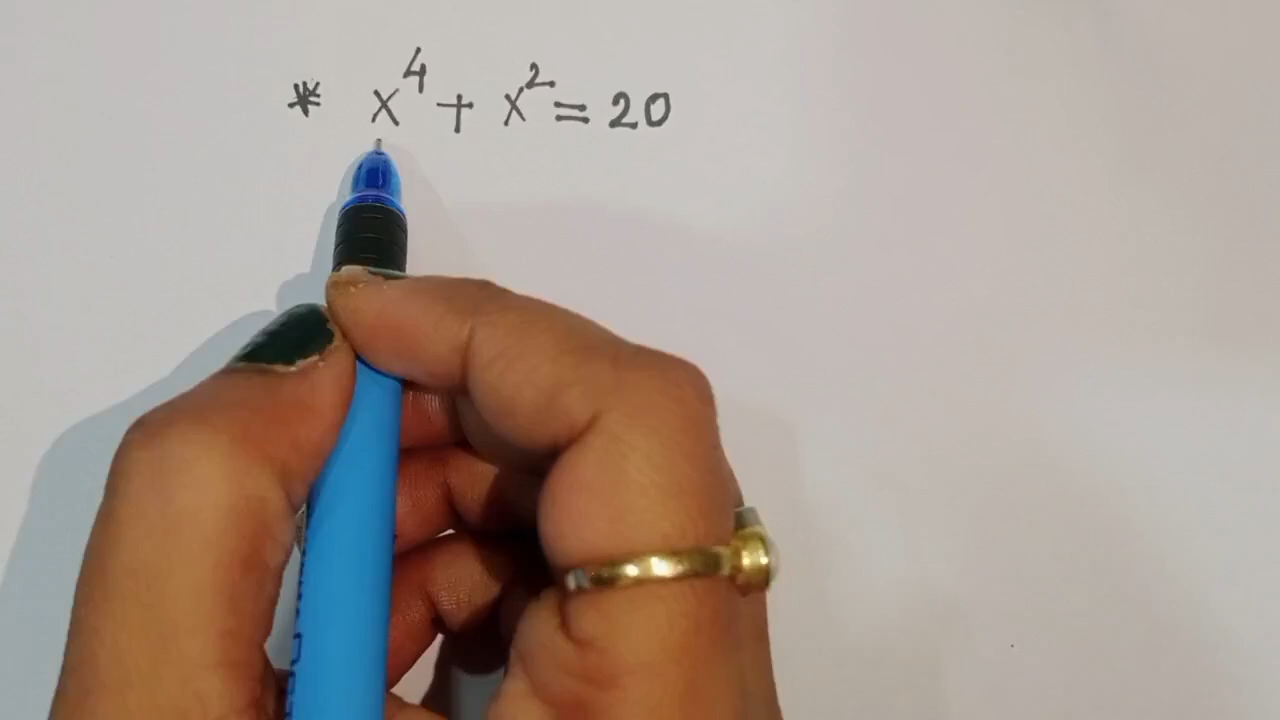 * x⁴ + x² = 20